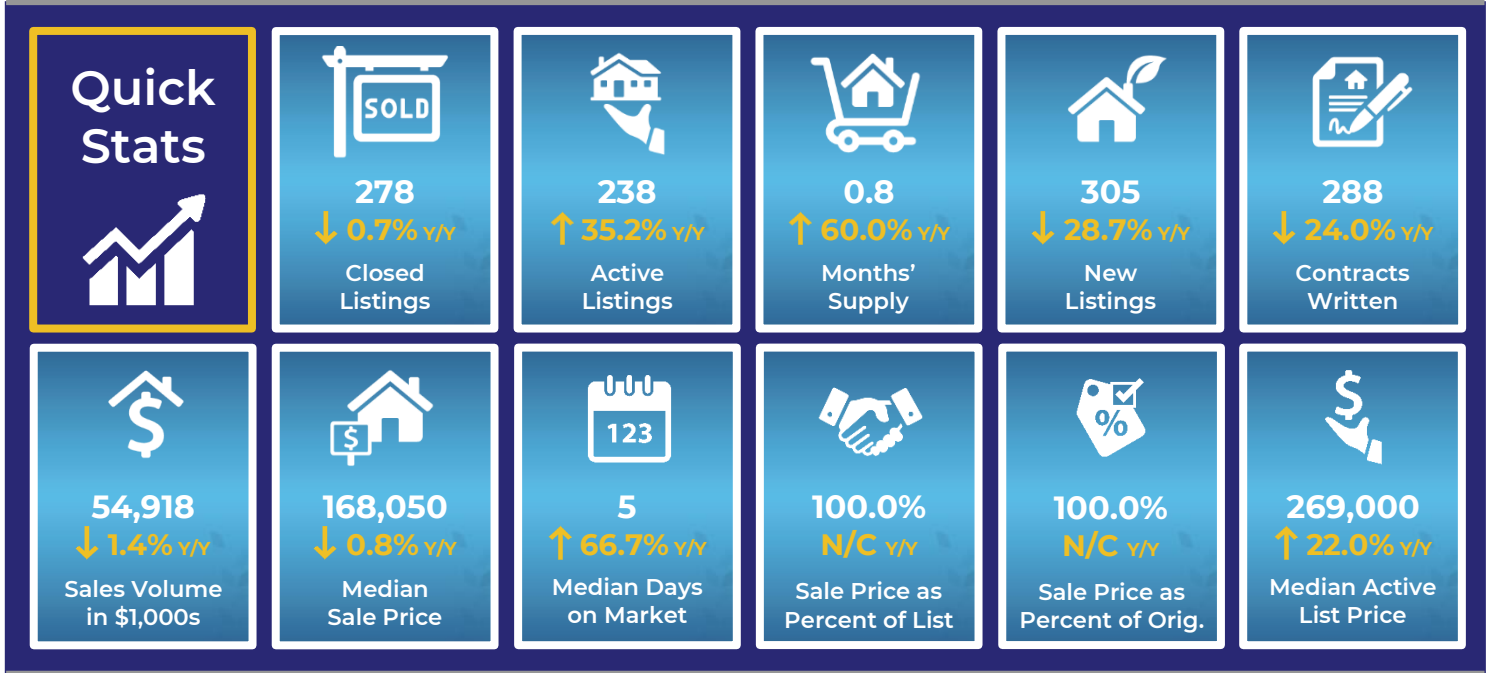 Quick
Stats
SOLD
278
↓ 0.7% Y/Y
Closed
Listings
238
↑ 35.2% Y/Y
Active
Listings
0.8
↑ 60.0% Y/Y
Months’
Supply
305
↓ 28.7% Y/Y
New
Listings
288
↓ 24.0% Y/Y
Contracts
Written
$
54,918
↓ 1.4% Y/Y
Sales Volume
in $1,000s
$
168,050
↓ 0.8% Y/Y
Median
Sale Price
123
5
↑ 66.7% Y/Y
Median Days
on Market
100.0%
N/C Y/Y
Sale Price as
Percent of List
%
100.0%
N/C Y/Y
Sale Price as
Percent of Orig.
$
269,000
↑ 22.0% Y/Y
Median Active
List Price